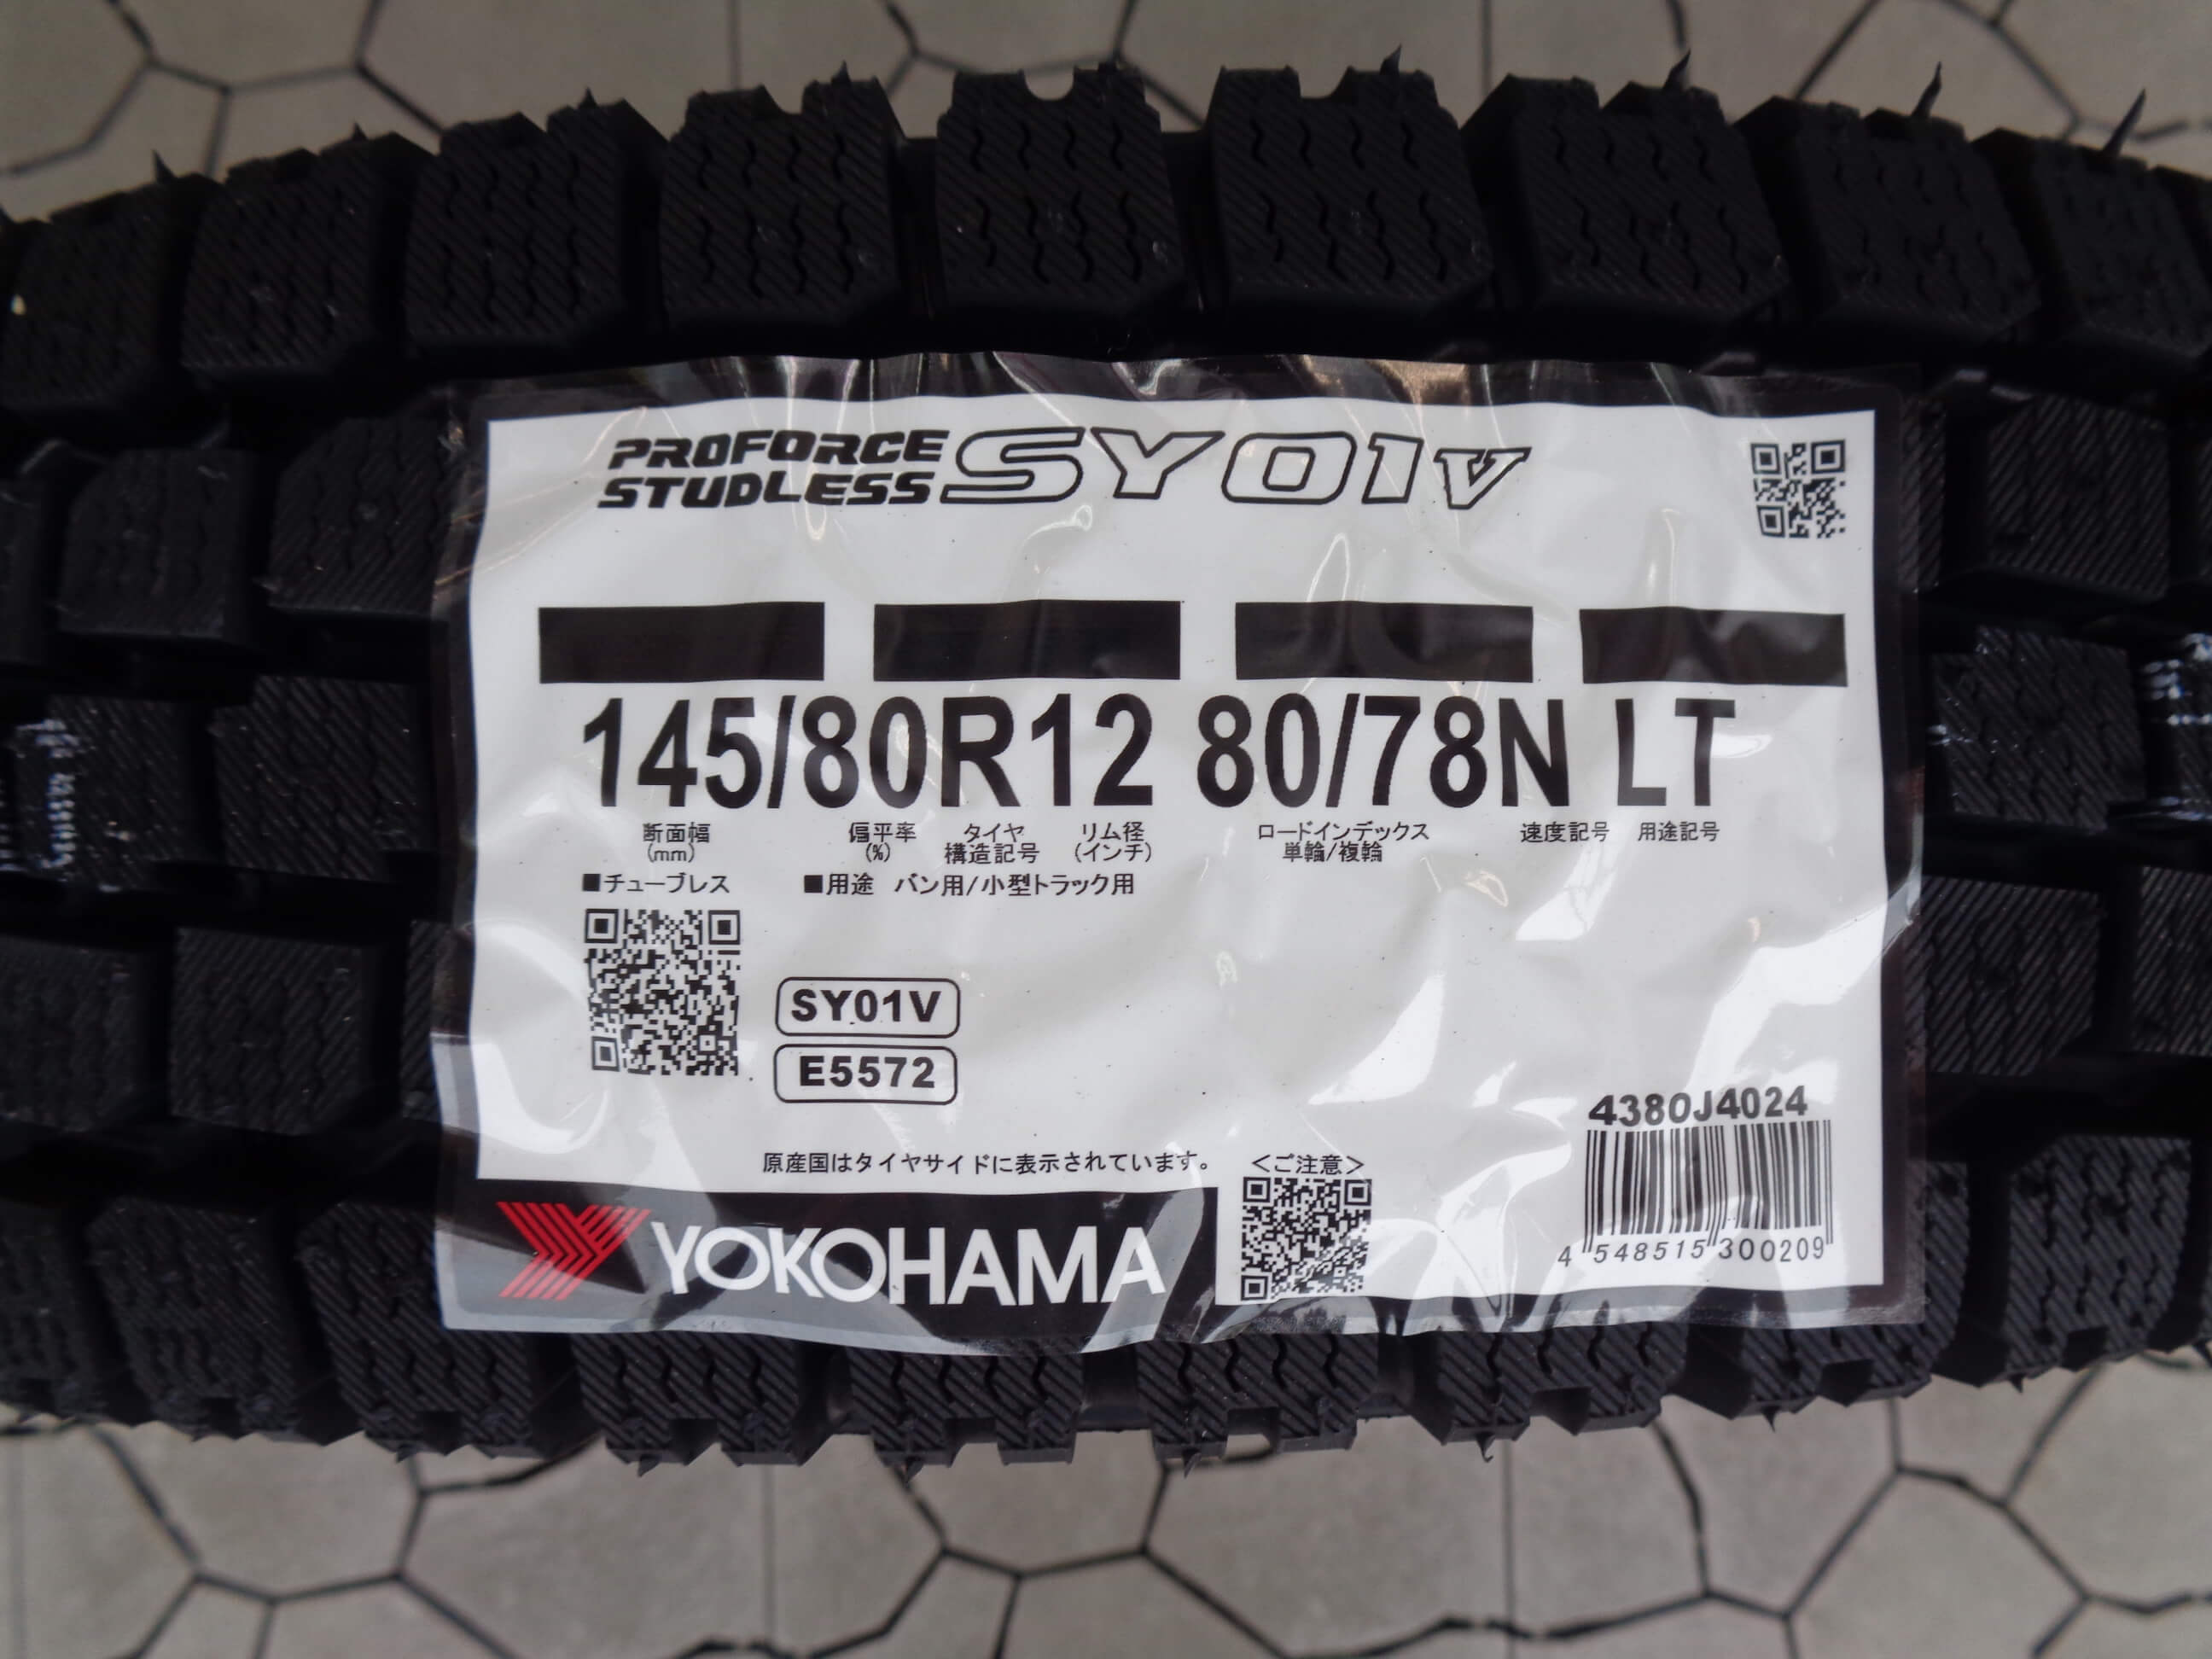 PROFORCE
STUDLESS SY01v
145/80R12 80/78N LT
断面幅 偏平率 タイヤ リム径 ロードインデックス 速度記号 用途記号
(mm) (%) 構造記号 (インチ) 単輪/複輪
■チューブレス ■用途 バン用/小型トラック用
SY01V
E5572
4380J4024
原産国はタイヤサイドに表示されています。 <ご注意>
YOKOHAMA
4 548515 300209